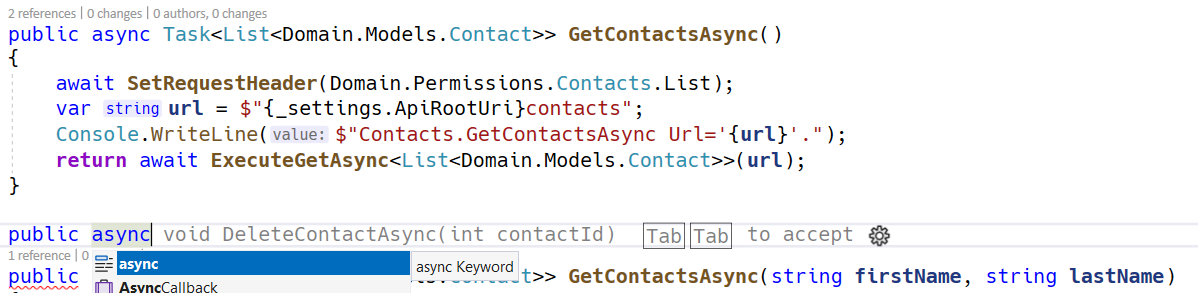 2 references | 0 changes | 0 authors, 0 changes
public async Task<List<Domain.Models.Contact>> GetContactsAsync()
{
await SetRequestHeader(Domain.Permissions.Contacts.List);
var string url = $"{_settings.ApiRootUri}contacts";
Console.WriteLine(value: $"Contacts.GetContactsAsync Url='{url}'.");
return await ExecuteGetAsync<List<Domain.Models.Contact>>(url);
}
public async void DeleteContactAsync(int contactId) Tab Tab to accept
1 reference | 0
async async Keyword
public ls.Contact>> GetContactsAsync(string firstName, string lastName)
AsyncCallback